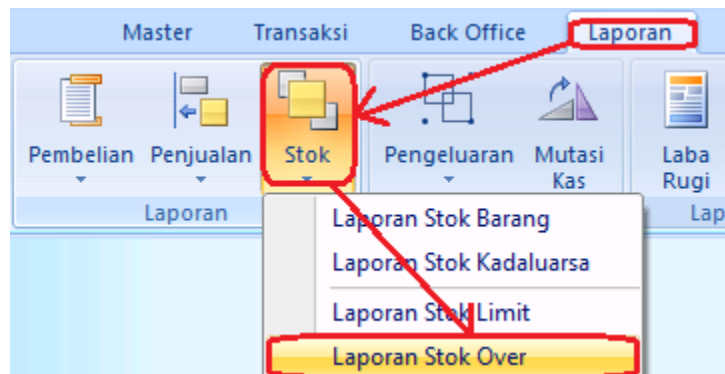 Master Transaksi Back Office Laporan
Pembelian Penjualan Stok Pengeluaran Mutasi Kas Laba Rugi
Laporan Lap
Laporan Stok Barang
Laporan Stok Kadaluarsa
Laporan Stok Limit
Laporan Stok Over